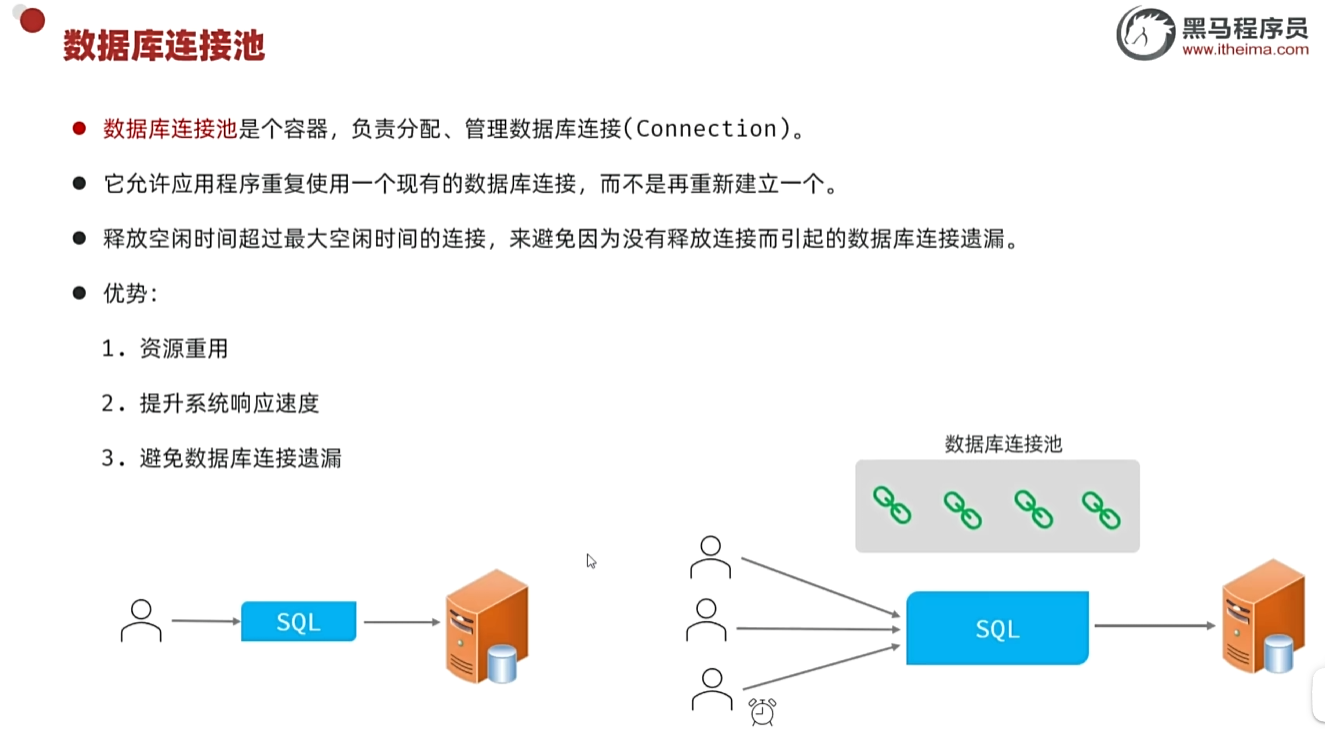 数据库连接池
黑马程序员
www.itheima.com
数据库连接池是个容器，负责分配、管理数据库连接(Connection)。
它允许应用程序重复使用一个现有的数据库连接，而不是再重新建立一个。
释放空闲时间超过最大空闲时间的连接，来避免因为没有释放连接而引起的数据库连接遗漏。
优势：
1. 资源重用
2. 提升系统响应速度
3. 避免数据库连接遗漏
数据库连接池
SQL
SQL